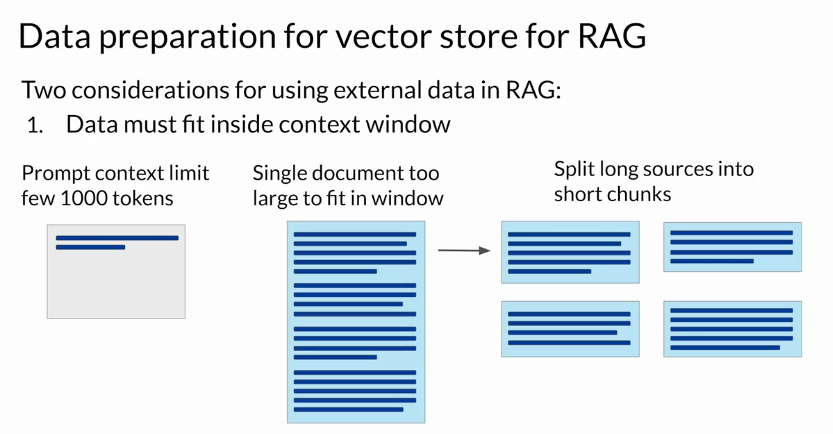 Data preparation for vector store for RAG
Two considerations for using external data in RAG:
1. Data must fit inside context window
Prompt context limit
few 1000 tokens
Single document too
large to fit in window
Split long sources into
short chunks